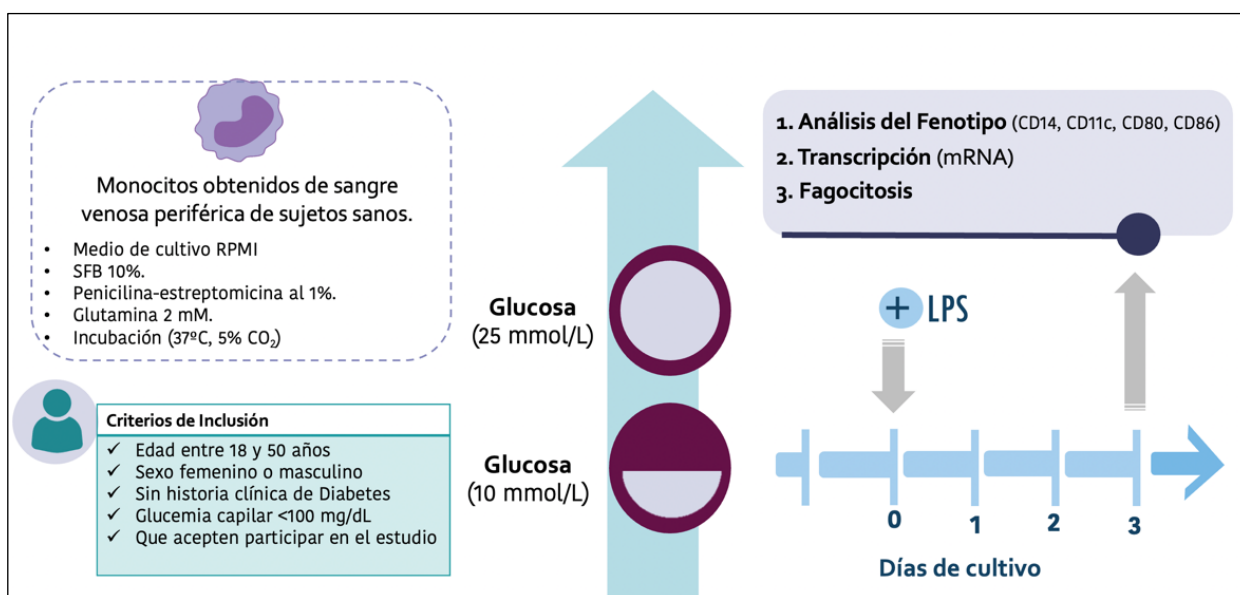 Monocitos obtenidos de sangre
venosa periférica de sujetos sanos.
• Medio de cultivo RPMI
• SFB 10%.
• Penicilina-estreptomicina al 1%.
• Glutamina 2 mM.
• Incubación (37ºC, 5% CO₂)
Criterios de Inclusión
✓ Edad entre 18 y 50 años
✓ Sexo femenino o masculino
✓ Sin historia clínica de Diabetes
✓ Glucemia capilar <100 mg/dL
✓ Que acepten participar en el estudio
Glucosa
(25 mmol/L)
Glucosa
(10 mmol/L)
1. Análisis del Fenotipo (CD14, CD11c, CD80, CD86)
2. Transcripción (mRNA)
3. Fagocitosis
+ LPS
0 1 2 3
Días de cultivo